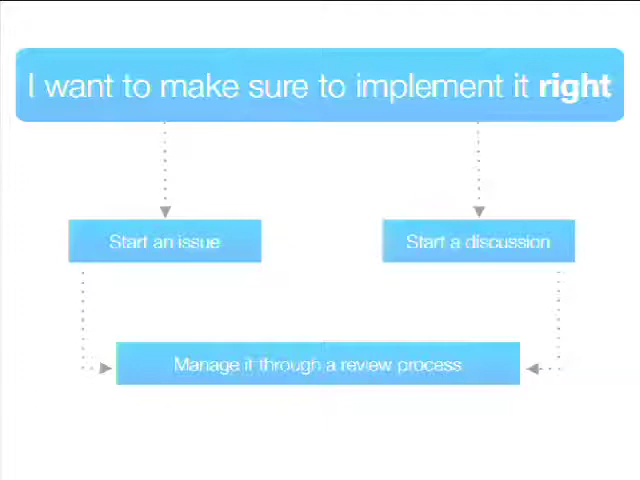 I want to make sure to implement it right
Start an issue
Start a discussion
Manage it through a review process